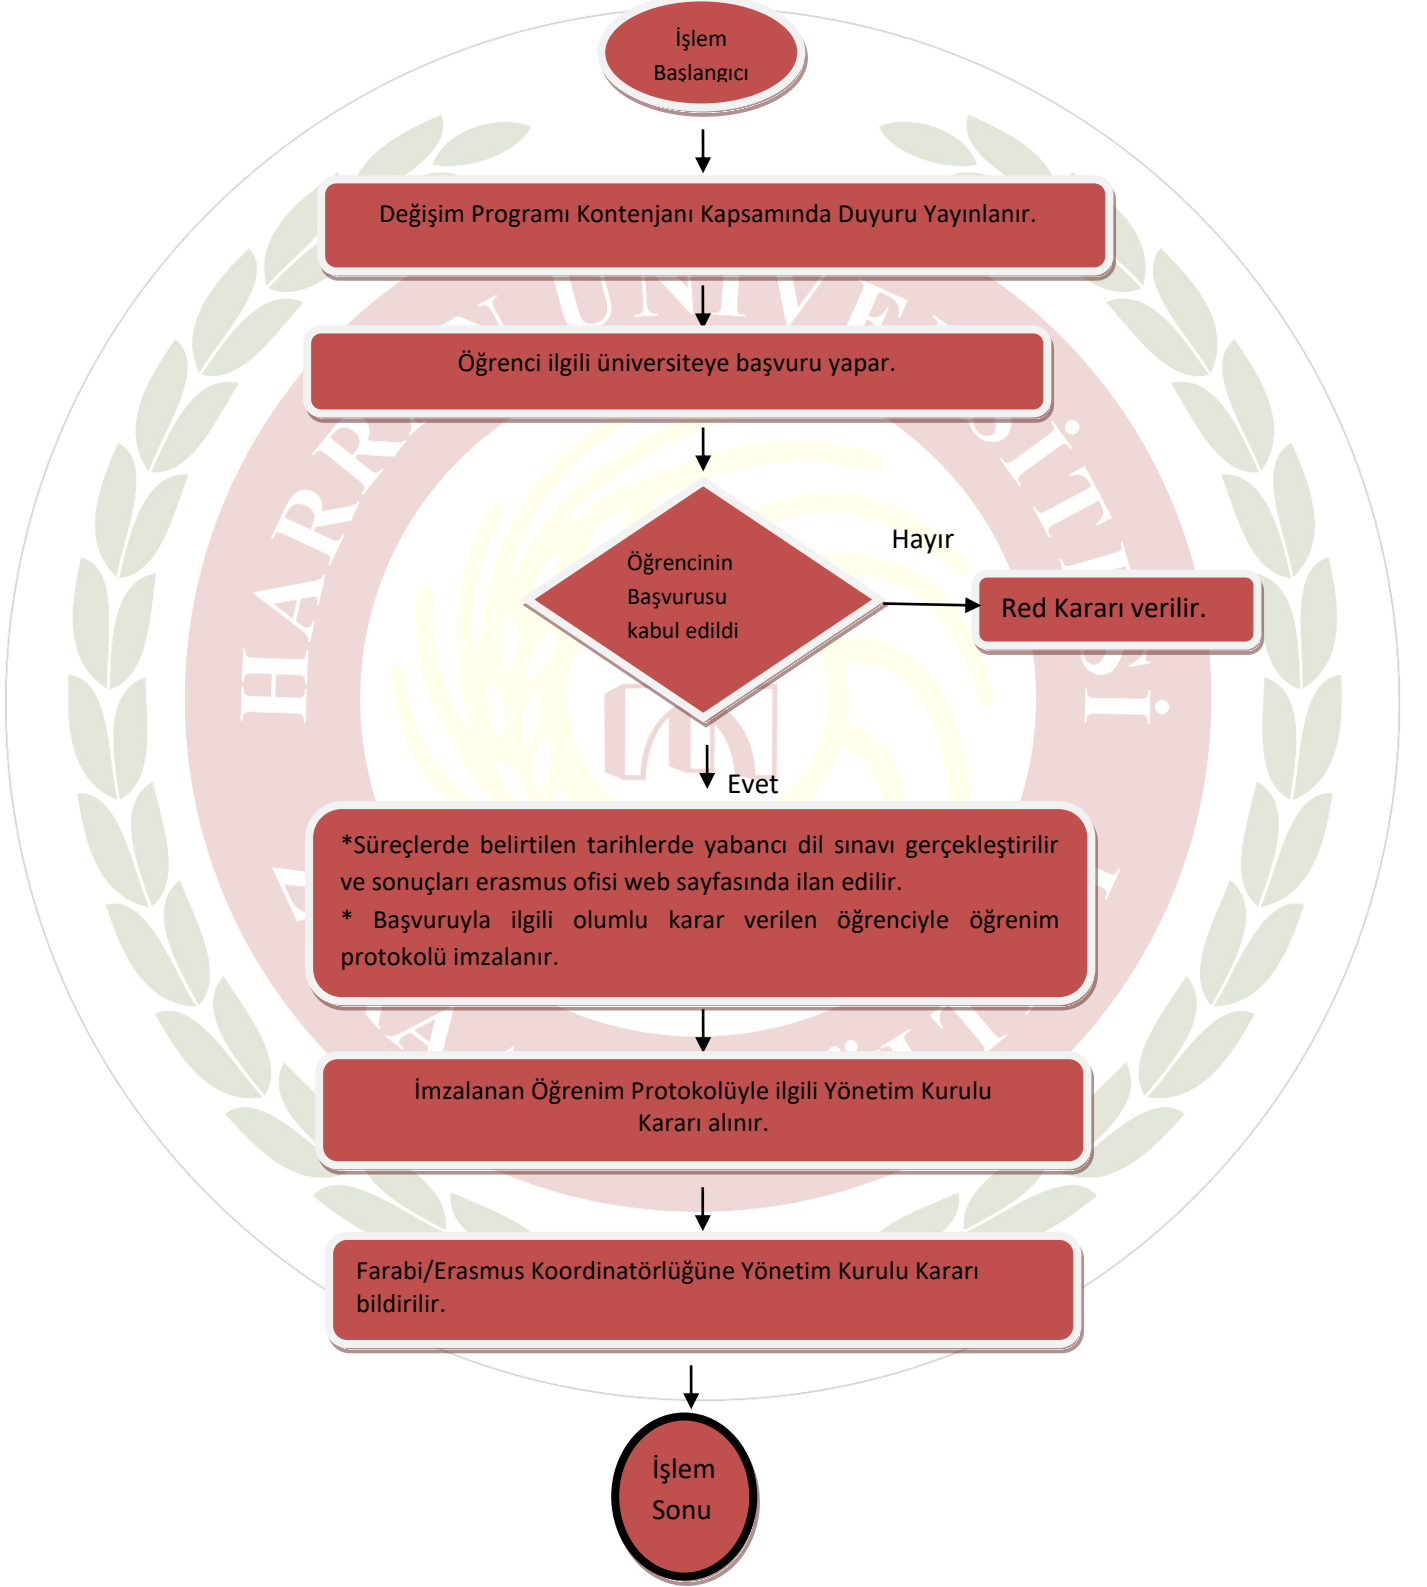 İşlem
Başlangıcı
Değişim Programı Kontenjanı Kapsamında Duyuru Yayınlanır.
Öğrenci ilgili üniversiteye başvuru yapar.
Öğrencinin
Başvurusu
kabul edildi
Hayır
Red Kararı verilir.
Evet
*Süreçlerde belirtilen tarihlerde yabancı dil sınavı gerçekleştirilir
ve sonuçları erasmus ofisi web sayfasında ilan edilir.
* Başvuruyla ilgili olumlu karar verilen öğrenciyle öğrenim
protokolü imzalanır.
İmzalanan Öğrenim Protokolüyle ilgili Yönetim Kurulu
Kararı alınır.
Farabi/Erasmus Koordinatörlüğüne Yönetim Kurulu Kararı
bildirilir.
İşlem
Sonu